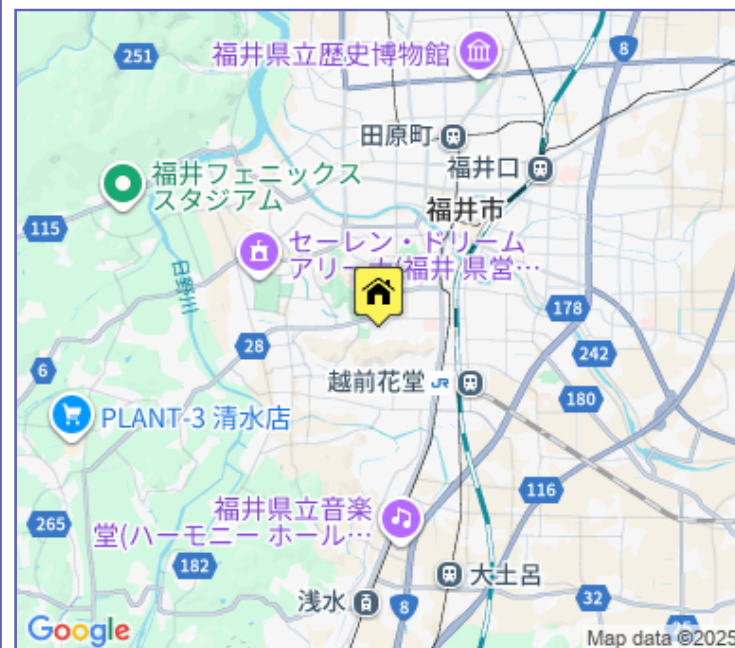 251
福井県立歴史博物館
8
田原町
福井口
福井フェニックス
スタジアム
福井市
115
セーレン・ドリーム
アリーナ(福井 県営…
日野川
178
28
242
6
越前花堂 JR
180
PLANT-3 清水店
116
福井県立音楽
堂(ハーモニー ホール…
265
182
大土呂
浅水
8
32
Google
Map data ©2025